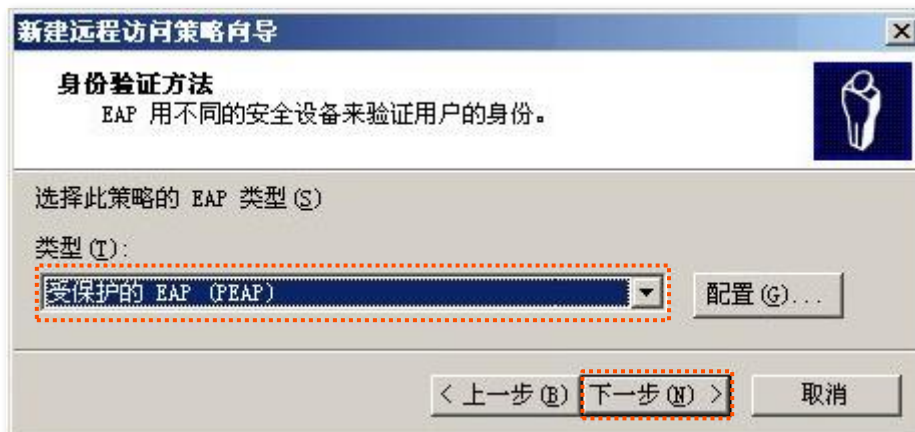 新建远程访问策略向导
身份验证方法
EAP 用不同的安全设备来验证用户的身份。
选择此策略的 EAP 类型(S)
类型(T):
受保护的 EAP (PEAP)
配置(G)...
< 上一步(B) 下一步(N) > 取消